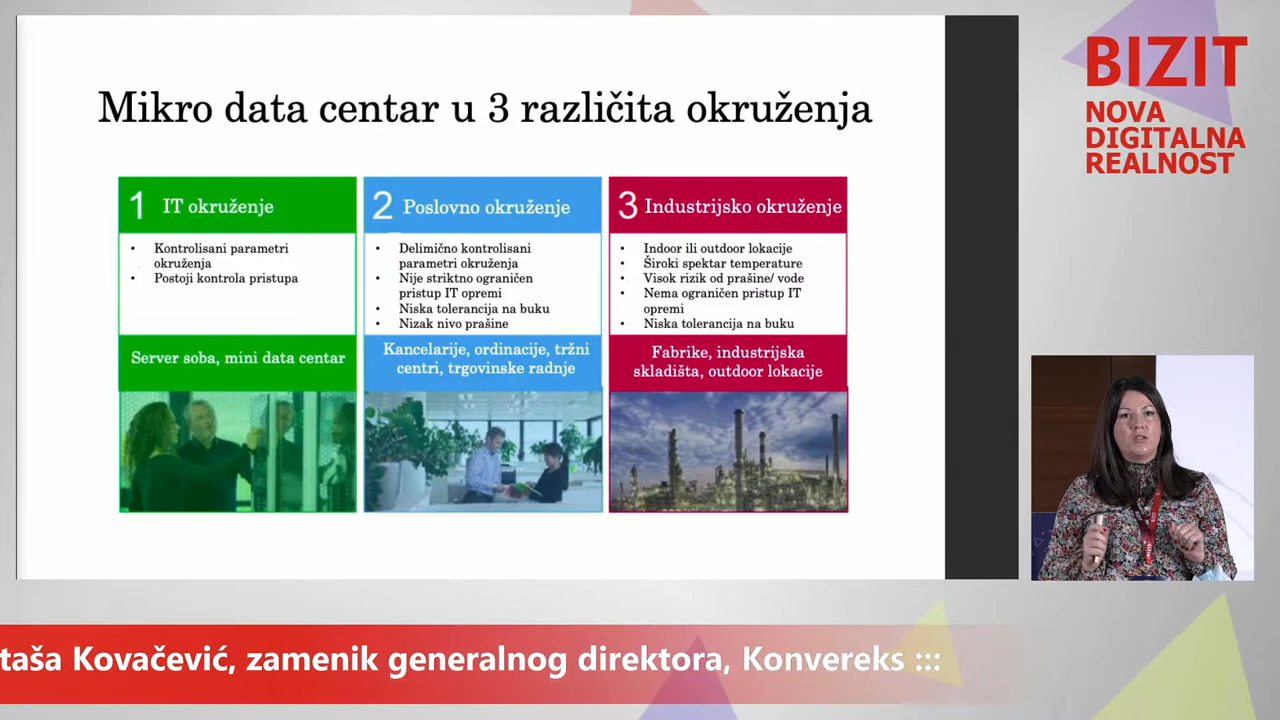 Mikro data centar u 3 različita okruženja
1 IT okruženje
• Kontrolisani parametri
okruženja
• Postoji kontrola pristupa
Server soba, mini data centar
2 Poslovno okruženje
• Delimično kontrolisani
parametri okruženja
• Nije striktno ograničen
pristup IT opremi
• Niska tolerancija na buku
• Nizak nivo prašine
Kancelarije, ordinacije, tržni
centri, trgovinske radnje
3 Industrijsko okruženje
• Indoor ili outdoor lokacije
• Široki spektar temperature
• Visok rizik od prašine/ vode
• Nema ograničen pristup IT
opremi
• Niska tolerancija na buku
Fabrike, industrijska
skladišta, outdoor lokacije
BIZIT
NOVA
DIGITALNA
REALNOST
taša Kovačević, zamenik generalnog direktora, Konvereks :::